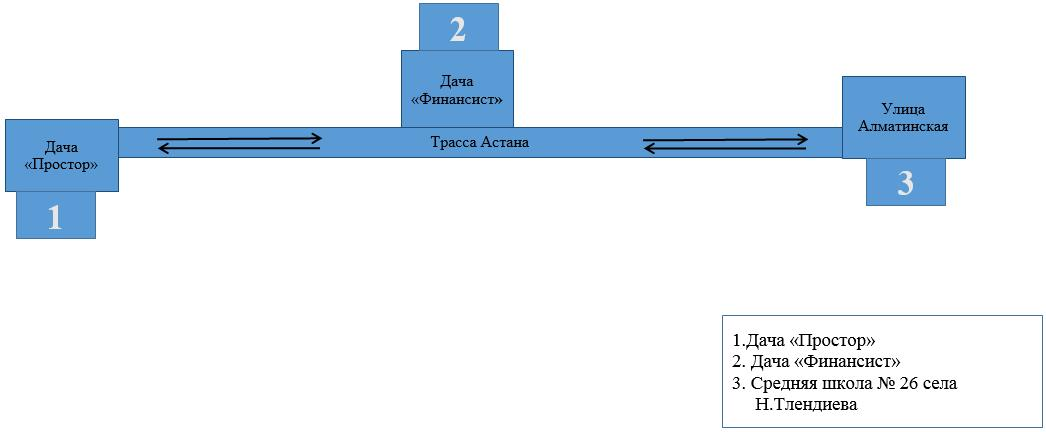 2
Дача
«Финансист»
Улица
Алматинская
Дача
«Простор»
Трасса Астана
3
1
1.Дача «Простор»
2. Дача «Финансист»
3. Средняя школа № 26 села
Н.Тлендиева